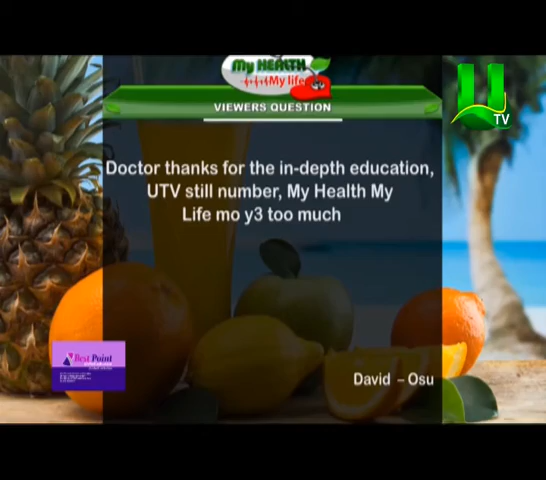 My HEALTH
My life
VIEWERS QUESTION
U
TV
Doctor thanks for the in-depth education,
UTV still number, My Health My
Life mo y3 too much
Best Point
David – Osu